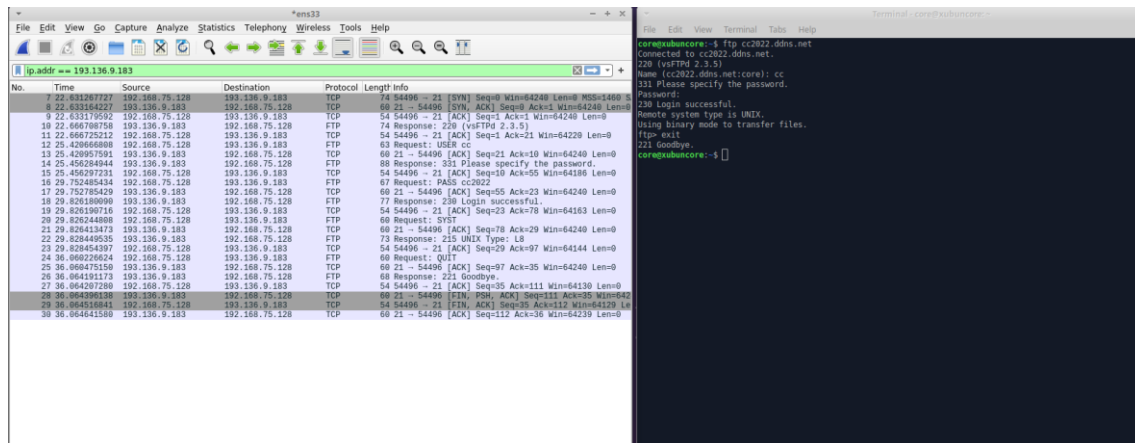 *ens33
File Edit View Go Capture Analyze Statistics Telephony Wireless Tools Help
ip.addr == 193.136.9.183
No. Time Source Destination Protocol Length Info
7 22.631267727 192.168.75.128 193.136.9.183 TCP 74 54496 → 21 [SYN] Seq=0 Win=64240 Len=0 MSS=1460 S
8 22.633164227 193.136.9.183 192.168.75.128 TCP 60 21 → 54496 [SYN, ACK] Seq=0 Ack=1 Win=64240 Len=0
9 22.633179592 192.168.75.128 193.136.9.183 TCP 54 54496 → 21 [ACK] Seq=1 Ack=1 Win=64240 Len=0
10 22.666708758 193.136.9.183 192.168.75.128 FTP 74 Response: 220 (vsFTPd 2.3.5)
11 22.666725212 192.168.75.128 193.136.9.183 TCP 54 54496 → 21 [ACK] Seq=1 Ack=21 Win=64220 Len=0
12 25.420666808 192.168.75.128 193.136.9.183 FTP 63 Request: USER cc
13 25.420957591 193.136.9.183 192.168.75.128 TCP 60 21 → 54496 [ACK] Seq=21 Ack=10 Win=64240 Len=0
14 25.456284944 193.136.9.183 192.168.75.128 FTP 88 Response: 331 Please specify the password.
15 25.456297231 192.168.75.128 193.136.9.183 TCP 54 54496 → 21 [ACK] Seq=10 Ack=55 Win=64186 Len=0
16 29.752485434 192.168.75.128 193.136.9.183 FTP 67 Request: PASS cc2022
17 29.752785429 193.136.9.183 192.168.75.128 TCP 60 21 → 54496 [ACK] Seq=55 Ack=23 Win=64240 Len=0
18 29.826180090 193.136.9.183 192.168.75.128 FTP 77 Response: 230 Login successful.
19 29.826190716 192.168.75.128 193.136.9.183 TCP 54 54496 → 21 [ACK] Seq=23 Ack=78 Win=64163 Len=0
20 29.826244808 192.168.75.128 193.136.9.183 FTP 60 Request: SYST
21 29.826413473 193.136.9.183 192.168.75.128 TCP 60 21 → 54496 [ACK] Seq=78 Ack=29 Win=64240 Len=0
22 29.828449535 193.136.9.183 192.168.75.128 FTP 73 Response: 215 UNIX Type: L8
23 29.828454397 192.168.75.128 193.136.9.183 TCP 54 54496 → 21 [ACK] Seq=29 Ack=97 Win=64144 Len=0
24 36.060226624 192.168.75.128 193.136.9.183 FTP 60 Request: QUIT
25 36.060475150 193.136.9.183 192.168.75.128 TCP 60 21 → 54496 [ACK] Seq=97 Ack=35 Win=64240 Len=0
26 36.064191173 193.136.9.183 192.168.75.128 FTP 68 Response: 221 Goodbye.
27 36.064207280 192.168.75.128 193.136.9.183 TCP 54 54496 → 21 [ACK] Seq=35 Ack=111 Win=64130 Len=0
28 36.064396138 193.136.9.183 192.168.75.128 TCP 60 21 → 54496 [FIN, PSH, ACK] Seq=111 Ack=35 Win=642
29 36.064516841 192.168.75.128 193.136.9.183 TCP 54 54496 → 21 [FIN, ACK] Seq=35 Ack=112 Win=64129 Le
30 36.064641580 193.136.9.183 192.168.75.128 TCP 60 21 → 54496 [ACK] Seq=112 Ack=36 Win=64239 Len=0
Terminal - core@xubuncore: ~
File Edit View Terminal Tabs Help
core@xubuncore:~$ ftp cc2022.ddns.net
Connected to cc2022.ddns.net.
220 (vsFTPd 2.3.5)
Name (cc2022.ddns.net:core): cc
331 Please specify the password.
Password:
230 Login successful.
Remote system type is UNIX.
Using binary mode to transfer files.
ftp> exit
221 Goodbye.
core@xubuncore:~$